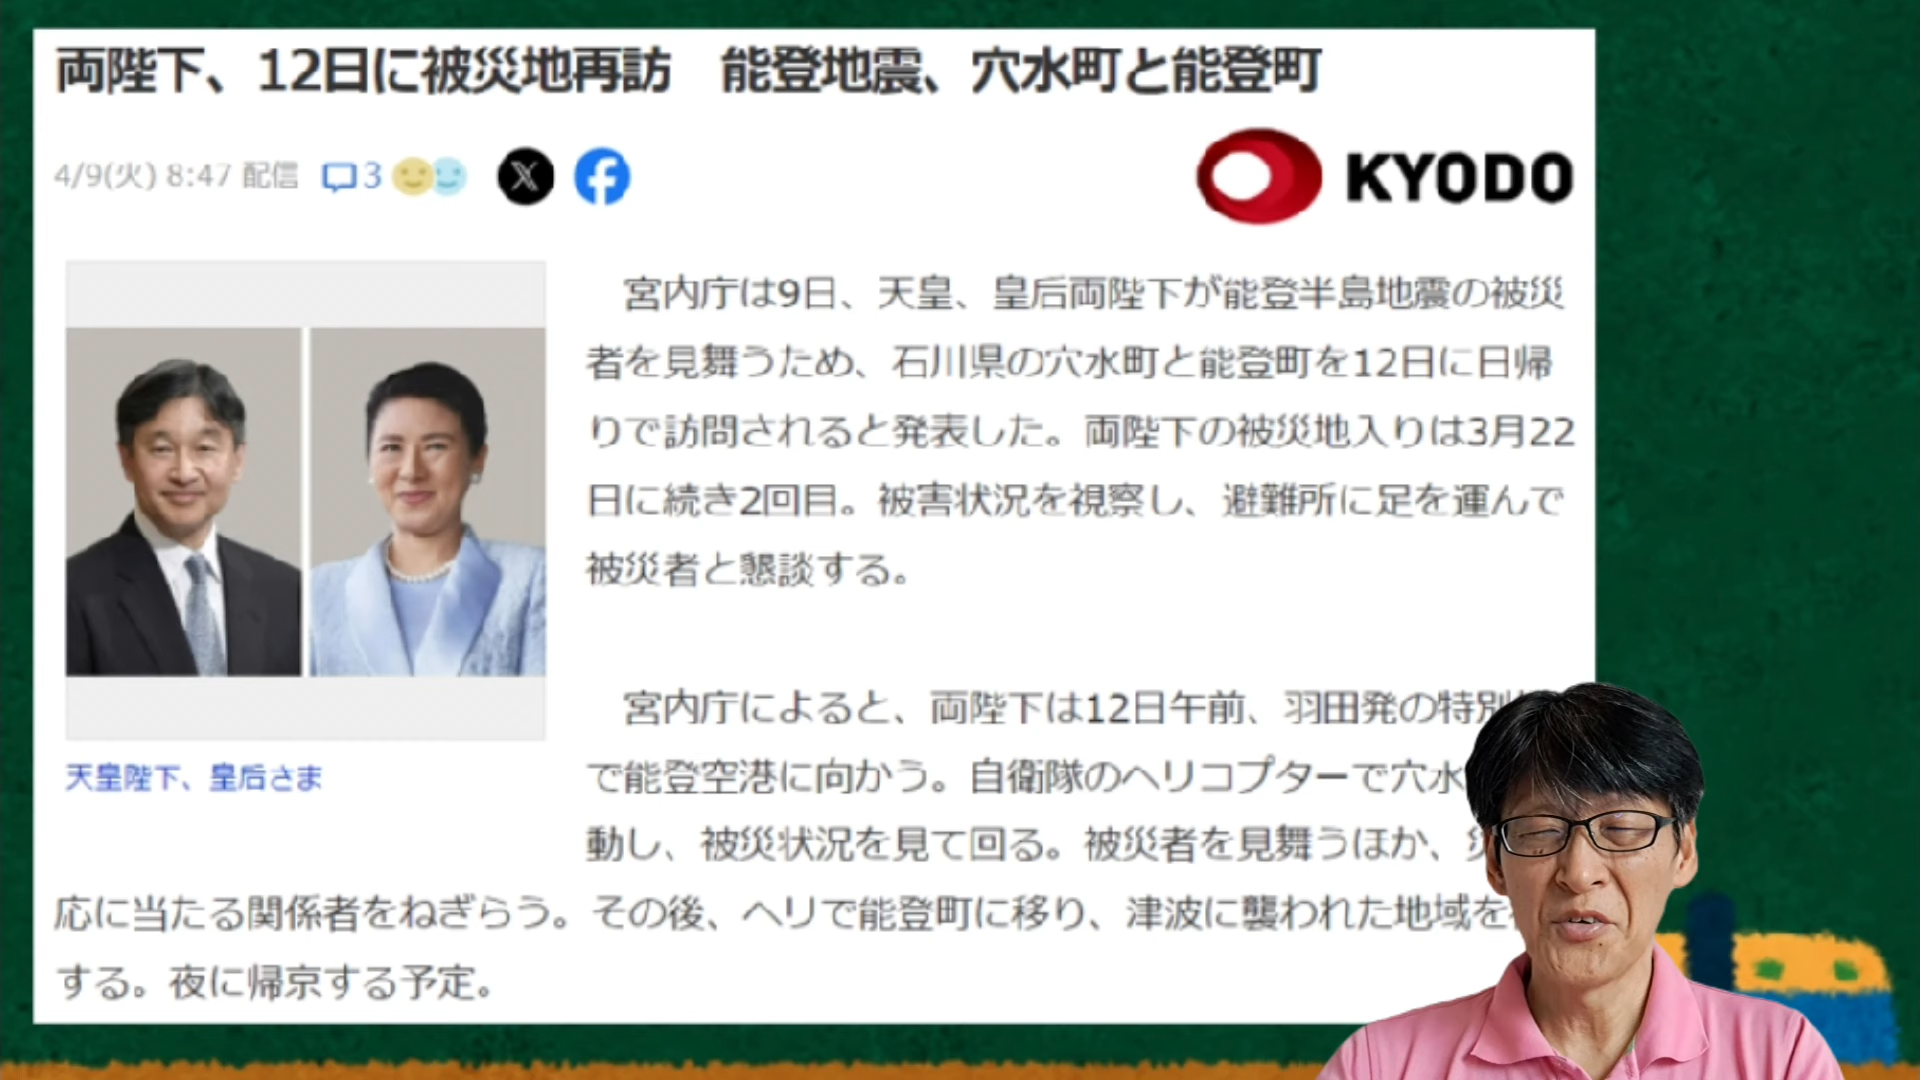 両陛下、12日に被災地再訪　能登地震、穴水町と能登町
4/9(火) 8:47 配信
3
KYODO
宮内庁は9日、天皇、皇后両陛下が能登半島地震の被災
者を見舞うため、石川県の穴水町と能登町を12日に日帰
りで訪問されると発表した。両陛下の被災地入りは3月22
日に続き2回目。被害状況を視察し、避難所に足を運んで
被災者と懇談する。
宮内庁によると、両陛下は12日午前、羽田発の特別
で能登空港に向かう。自衛隊のヘリコプターで穴水
動し、被災状況を見て回る。被災者を見舞うほか、
応に当たる関係者をねぎらう。その後、ヘリで能登町に移り、津波に襲われた地域を
する。夜に帰京する予定。
天皇陛下、皇后さま